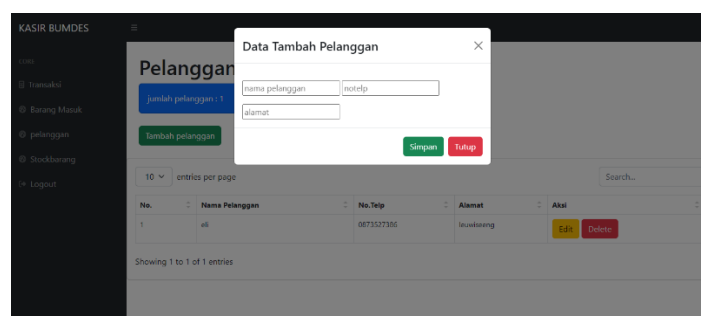 KASIR BUMDES
Data Tambah Pelanggan
CORE
Pelanggan
transaksi
nama pelanggan notelp
jumlah pelanggan : 1
Barang Masuk
alamat
pelanggan
Tambah pelanggan
Simpan Tutup
Stockbarang
Logout
10 entries per page
Search...
No. Nama Pelanggan No.Telp Alamat Aksi
1 0873527386 Edit Delete
Showing 1 to 1 of 1 entries